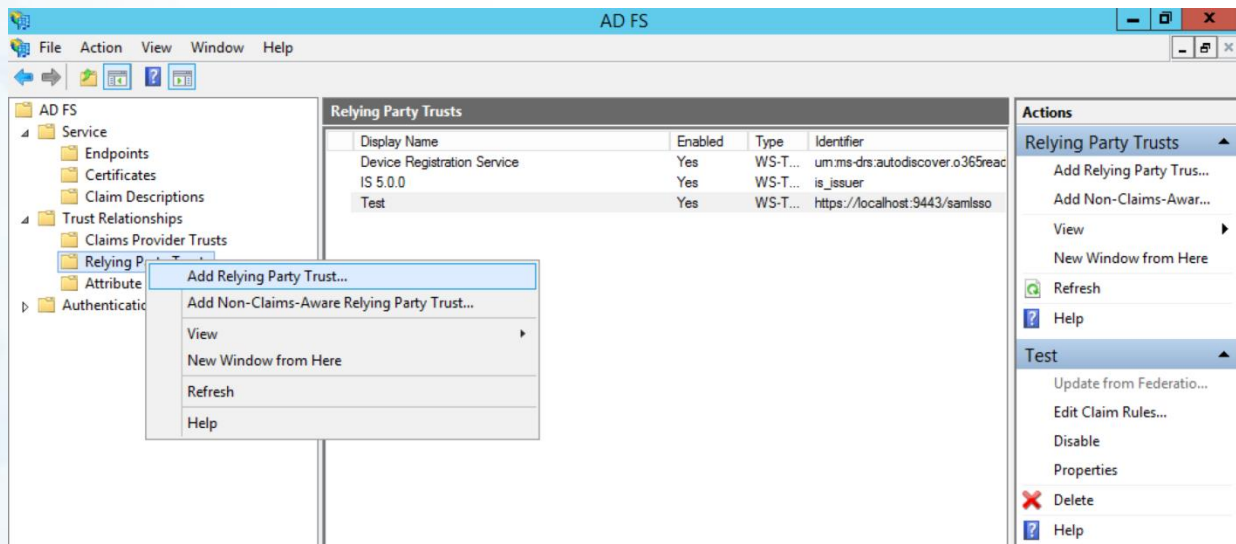 AD FS
File Action View Window Help
AD FS
Service
Endpoints
Certificates
Claim Descriptions
Trust Relationships
Claims Provider Trusts
Relying P
Attribute
Authenticatio
Add Relying Party Trust...
Add Non-Claims-Aware Relying Party Trust...
View
New Window from Here
Refresh
Help
Relying Party Trusts
Display Name Enabled Type Identifier
Device Registration Service Yes WS-T... urn:ms-drs:autodiscover.o365read
IS 5.0.0 Yes WS-T... is_issuer
Test Yes WS-T... https://localhost:9443/samlsso
Actions
Relying Party Trusts
Add Relying Party Trus...
Add Non-Claims-Awar...
View
New Window from Here
Refresh
Help
Test
Update from Federatio...
Edit Claim Rules...
Disable
Properties
Delete
Help